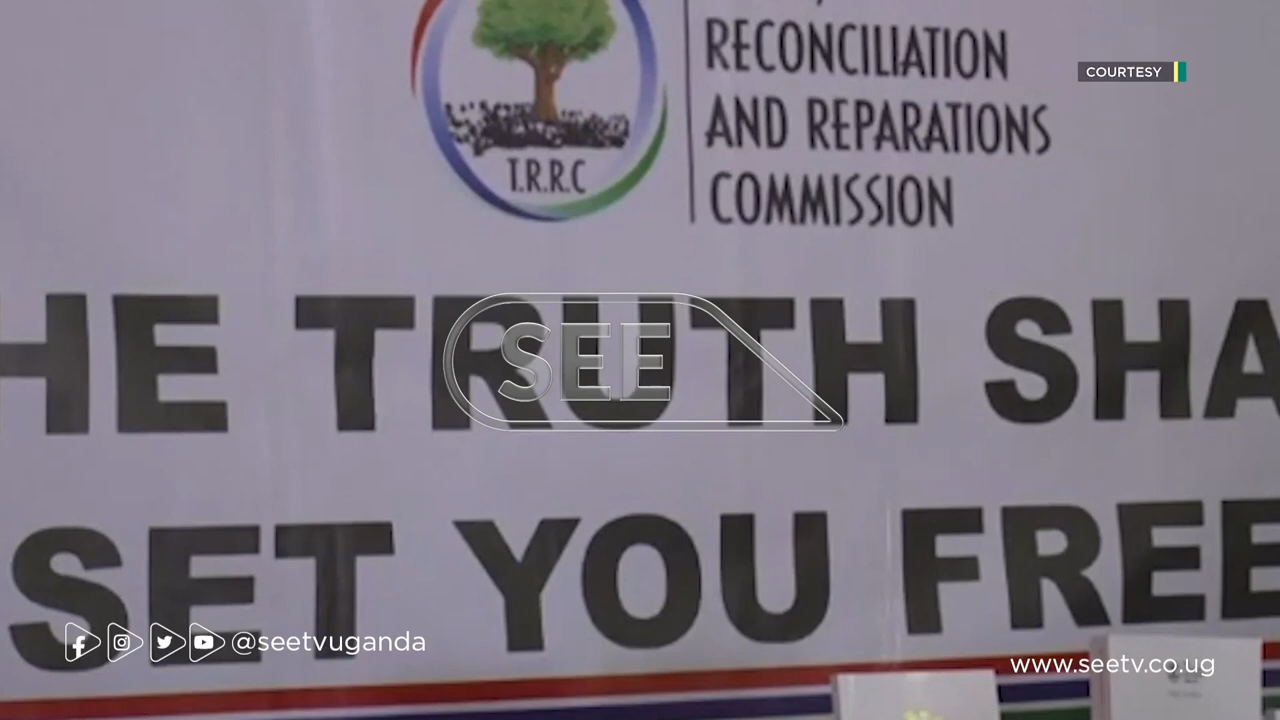 RECONCILIATION
AND REPARATIONS
COMMISSION
T.R.R.C
COURTESY
HE TRUTH SHA
SET YOU FREE
SEE
@seetvuganda
www.seetv.co.ug